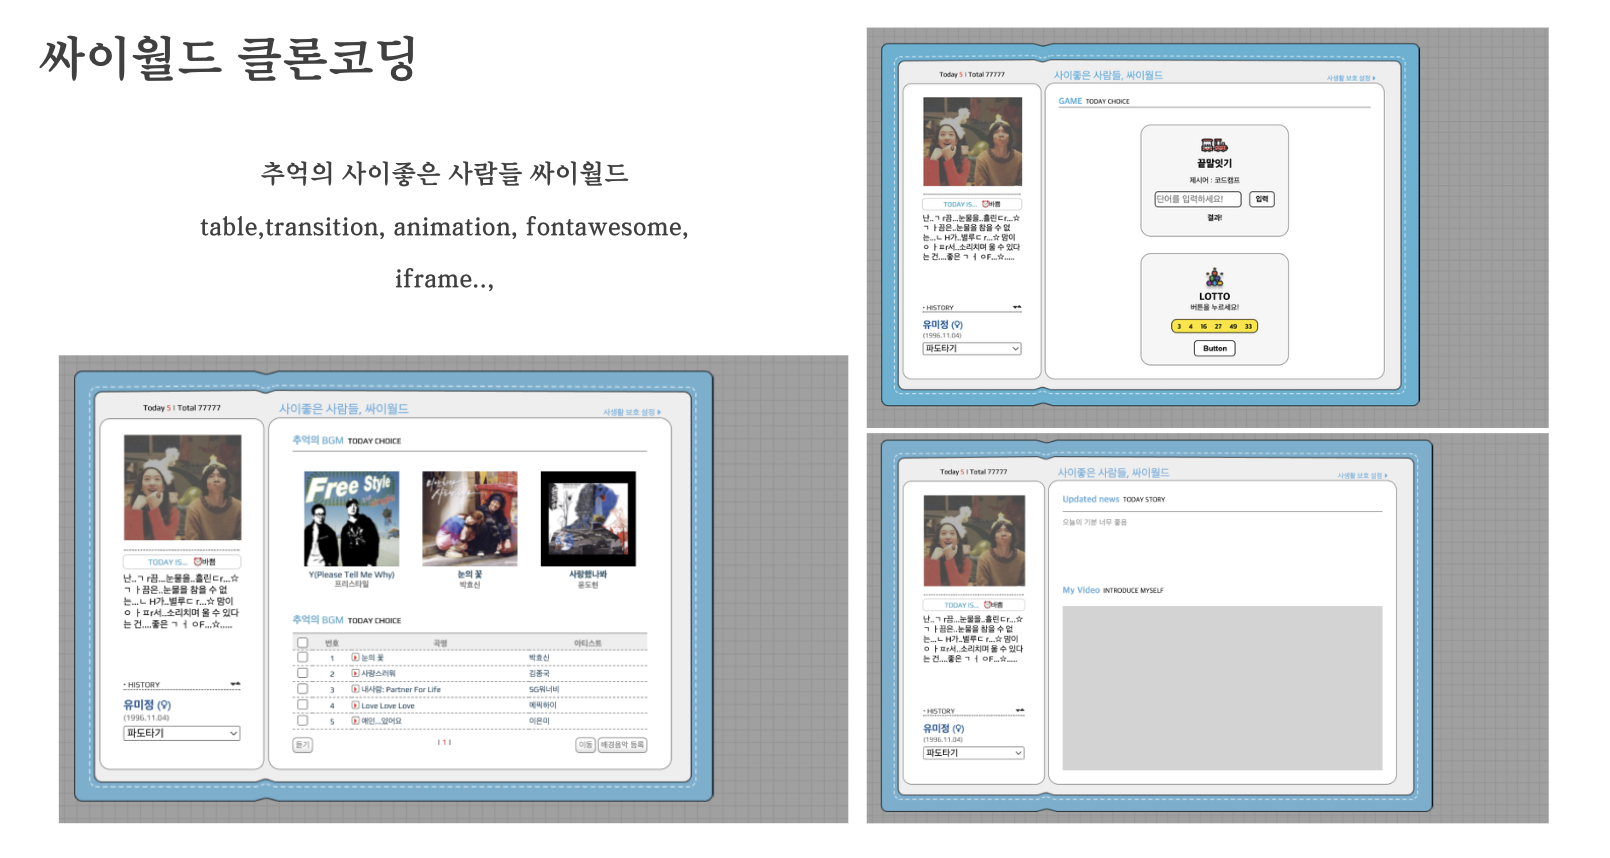 싸이월드 클론코딩
추억의 사이좋은 사람들 싸이월드
table,transition, animation, fontawesome,
iframe..,
Today 5 | Total 77777
사이좋은 사람들, 싸이월드
사생활 보호 설정
TODAY IS... 바쁨
난..ㄱ ㅏ끔...눈물을..흘린ㄷㅏ...☆
ㄱ ㅏ끔은..눈물을 참을 수 없
는...ㄴ ㅐ가..별루ㄷ ㅏ...☆ 맘이
ㅇ ㅏㅍㅏ서..소리치며 울 수 있다
는 건....좋은 ㄱ ㅓ ㅇF...☆.....
· HISTORY
유미정 (♀)
(1996.11.04)
파도타기
GAME TODAY CHOICE
끝말잇기
제시어 : 코드캠프
단어를 입력하세요!
입력
결과!
LOTTO
버튼을 누르세요!
3 4 16 27 49 33
Button
Today 5 | Total 77777
사이좋은 사람들, 싸이월드
사생활 보호 설정
TODAY IS... 바쁨
난..ㄱ ㅏ끔...눈물을..흘린ㄷㅏ...☆
ㄱ ㅏ끔은..눈물을 참을 수 없
는...ㄴ ㅐ가..별루ㄷ ㅏ...☆ 맘이
ㅇ ㅏㅍㅏ서..소리치며 울 수 있다
는 건....좋은 ㄱ ㅓ ㅇF...☆.....
· HISTORY
유미정 (♀)
(1996.11.04)
파도타기
추억의 BGM TODAY CHOICE
Free Style
Y(Please Tell Me Why)
프리스타일
눈의 꽃
박효신
사랑했나봐
윤도현
추억의 BGM TODAY CHOICE
번호 곡명 아티스트
1 눈의 꽃 박효신
2 사랑스러워 김종국
3 내사람: Partner For Life SG워너비
4 Love Love Love 에픽하이
5 애인...있어요 이은미
듣기
| 1 |
이동
배경음악 등록
Today 5 | Total 77777
사이좋은 사람들, 싸이월드
사생활 보호 설정
TODAY IS... 바쁨
난..ㄱ ㅏ끔...눈물을..흘린ㄷㅏ...☆
ㄱ ㅏ끔은..눈물을 참을 수 없
는...ㄴ ㅐ가..별루ㄷ ㅏ...☆ 맘이
ㅇ ㅏㅍㅏ서..소리치며 울 수 있다
는 건....좋은 ㄱ ㅓ ㅇF...☆.....
· HISTORY
유미정 (♀)
(1996.11.04)
파도타기
Updated news TODAY STORY
오늘의 기분 너무 좋음
My Video INTRODUCE MYSELF